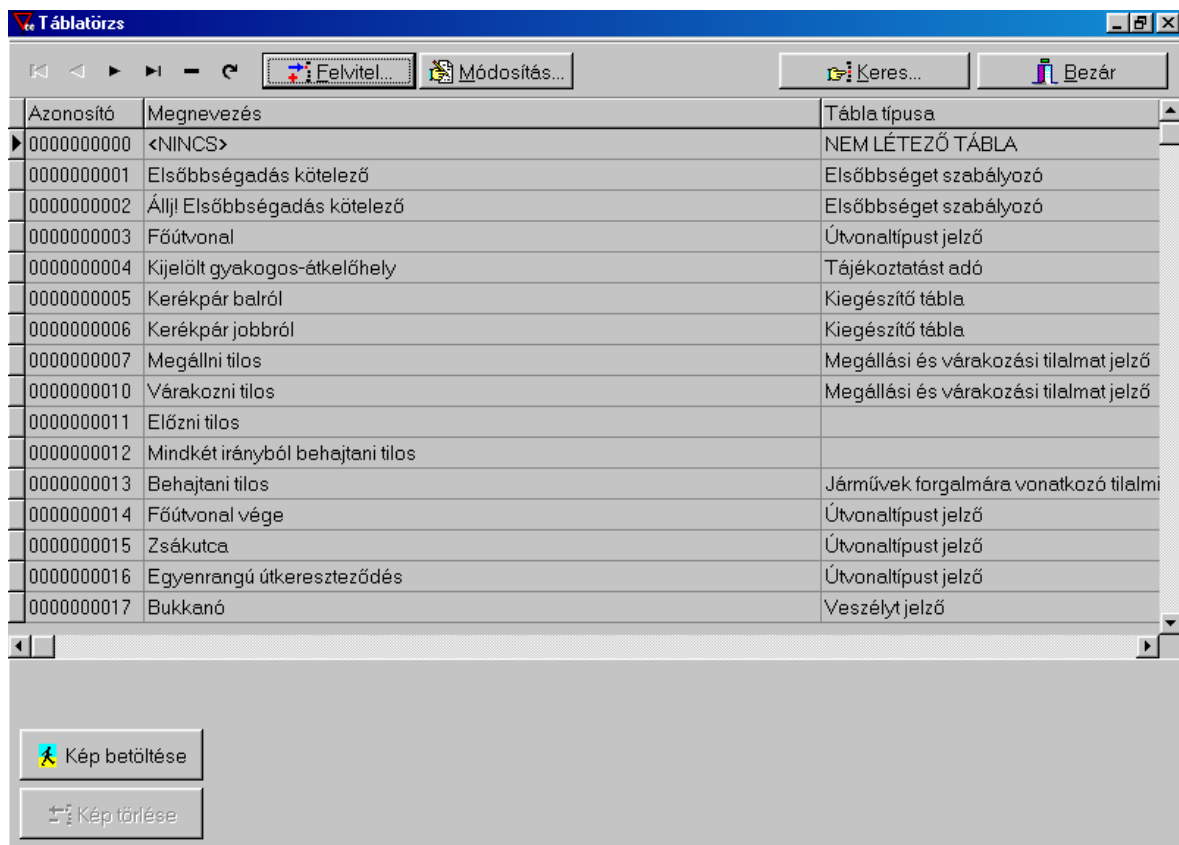 Táblatörzs
Felvitel... Módosítás... Keres... Bezár
Azonosító Megnevezés Tábla típusa
0000000000 <NINCS> NEM LÉTEZŐ TÁBLA
0000000001 Elsőbbségadás kötelező Elsőbbséget szabályozó
0000000002 Állj! Elsőbbségadás kötelező Elsőbbséget szabályozó
0000000003 Főútvonal Útvonaltípust jelző
0000000004 Kijelölt gyakogos-átkelőhely Tájékoztatást adó
0000000005 Kerékpár balról Kiegészítő tábla
0000000006 Kerékpár jobbról Kiegészítő tábla
0000000007 Megállni tilos Megállási és várakozási tilalmat jelző
0000000010 Várakozni tilos Megállási és várakozási tilalmat jelző
0000000011 Előzni tilos
0000000012 Mindkét irányból behajtani tilos
0000000013 Behajtani tilos Járművek forgalmára vonatkozó tilalmi
0000000014 Főútvonal vége Útvonaltípust jelző
0000000015 Zsákutca Útvonaltípust jelző
0000000016 Egyenrangú útkereszteződés Útvonaltípust jelző
0000000017 Bukkanó Veszélyt jelző
Kép betöltése
Kép törlése